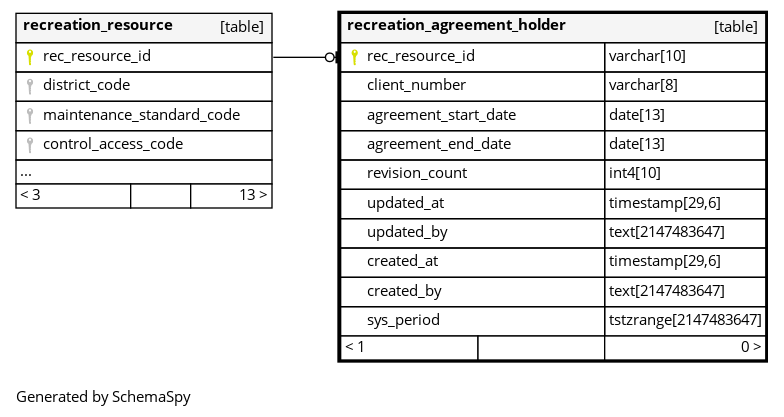 recreation_resource [table]
rec_resource_id
district_code
maintenance_standard_code
control_access_code
...
< 3 13 >
recreation_agreement_holder [table]
rec_resource_id varchar[10]
client_number varchar[8]
agreement_start_date date[13]
agreement_end_date date[13]
revision_count int4[10]
updated_at timestamp[29,6]
updated_by text[2147483647]
created_at timestamp[29,6]
created_by text[2147483647]
sys_period tstzrange[2147483647]
< 1 0 >
Generated by SchemaSpy